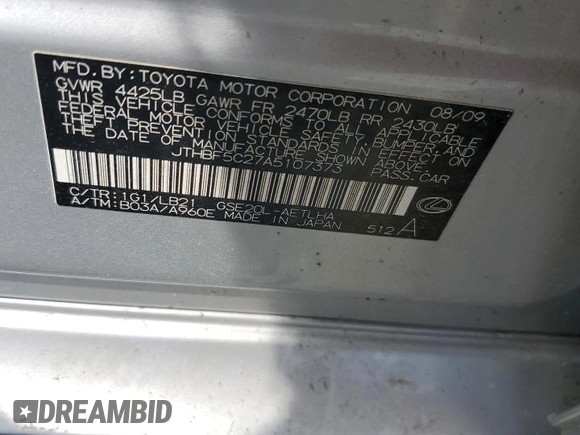 MFD. BY: TOYOTA MOTOR CORPORATION 08/09
GVWR 4425LB GAWR FR 2470LB RR 2430LB
THIS VEHICLE CONFORMS TO ALL APPLICABLE
FEDERAL MOTOR VEHICLE SAFETY, BUMPER, AND
THEFT PREVENTION STANDARDS IN EFFECT ON
THE DATE OF MANUFACTURE SHOWN ABOVE.
JTHBF5C27A5107373 PASS.CAR
C/TR:1G1/LB21 GSE20L-AETLHA
A/TM:B03A/A960E MADE IN JAPAN 512 A
DREAMBID